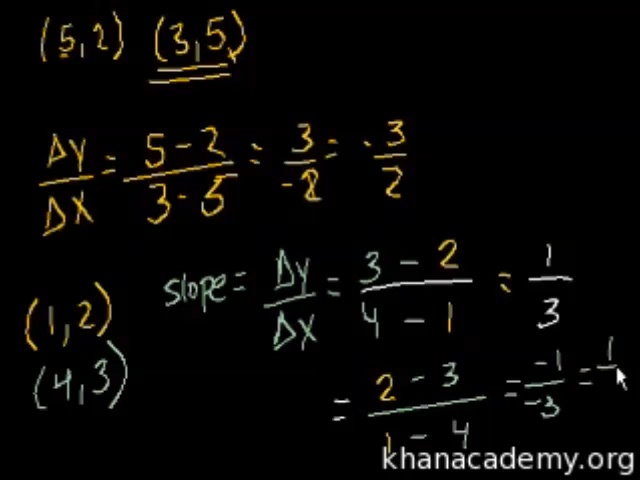 (5,2) (3,5)
ΔY/ΔX = 5-2/3-5 = 3/-2 = -3/2
slope = ΔY/ΔX = 3-2/4-1 = 1/3
(1,2)
(4,3)
= 2-3/1-4 = -1/-3 = 1
khanacademy.org